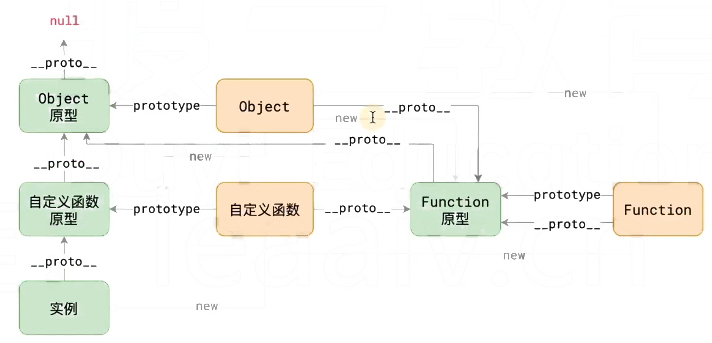 null
__proto__
new
Object
原型
prototype
Object
__proto__
new
__proto__
new
__proto__
自定义函数
原型
prototype
自定义函数
__proto__
Function
原型
prototype
__proto__
Function
__proto__
new
实例
new